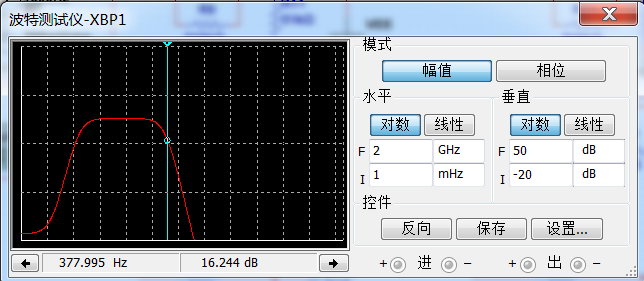 波特测试仪-XBP1
模式
幅值 相位
水平 垂直
对数 线性 对数 线性
F 2 GHz F 50 dB
I 1 mHz I -20 dB
控件
反向 保存 设置...
377.995 Hz 16.244 dB
+ 进 - + 出 -